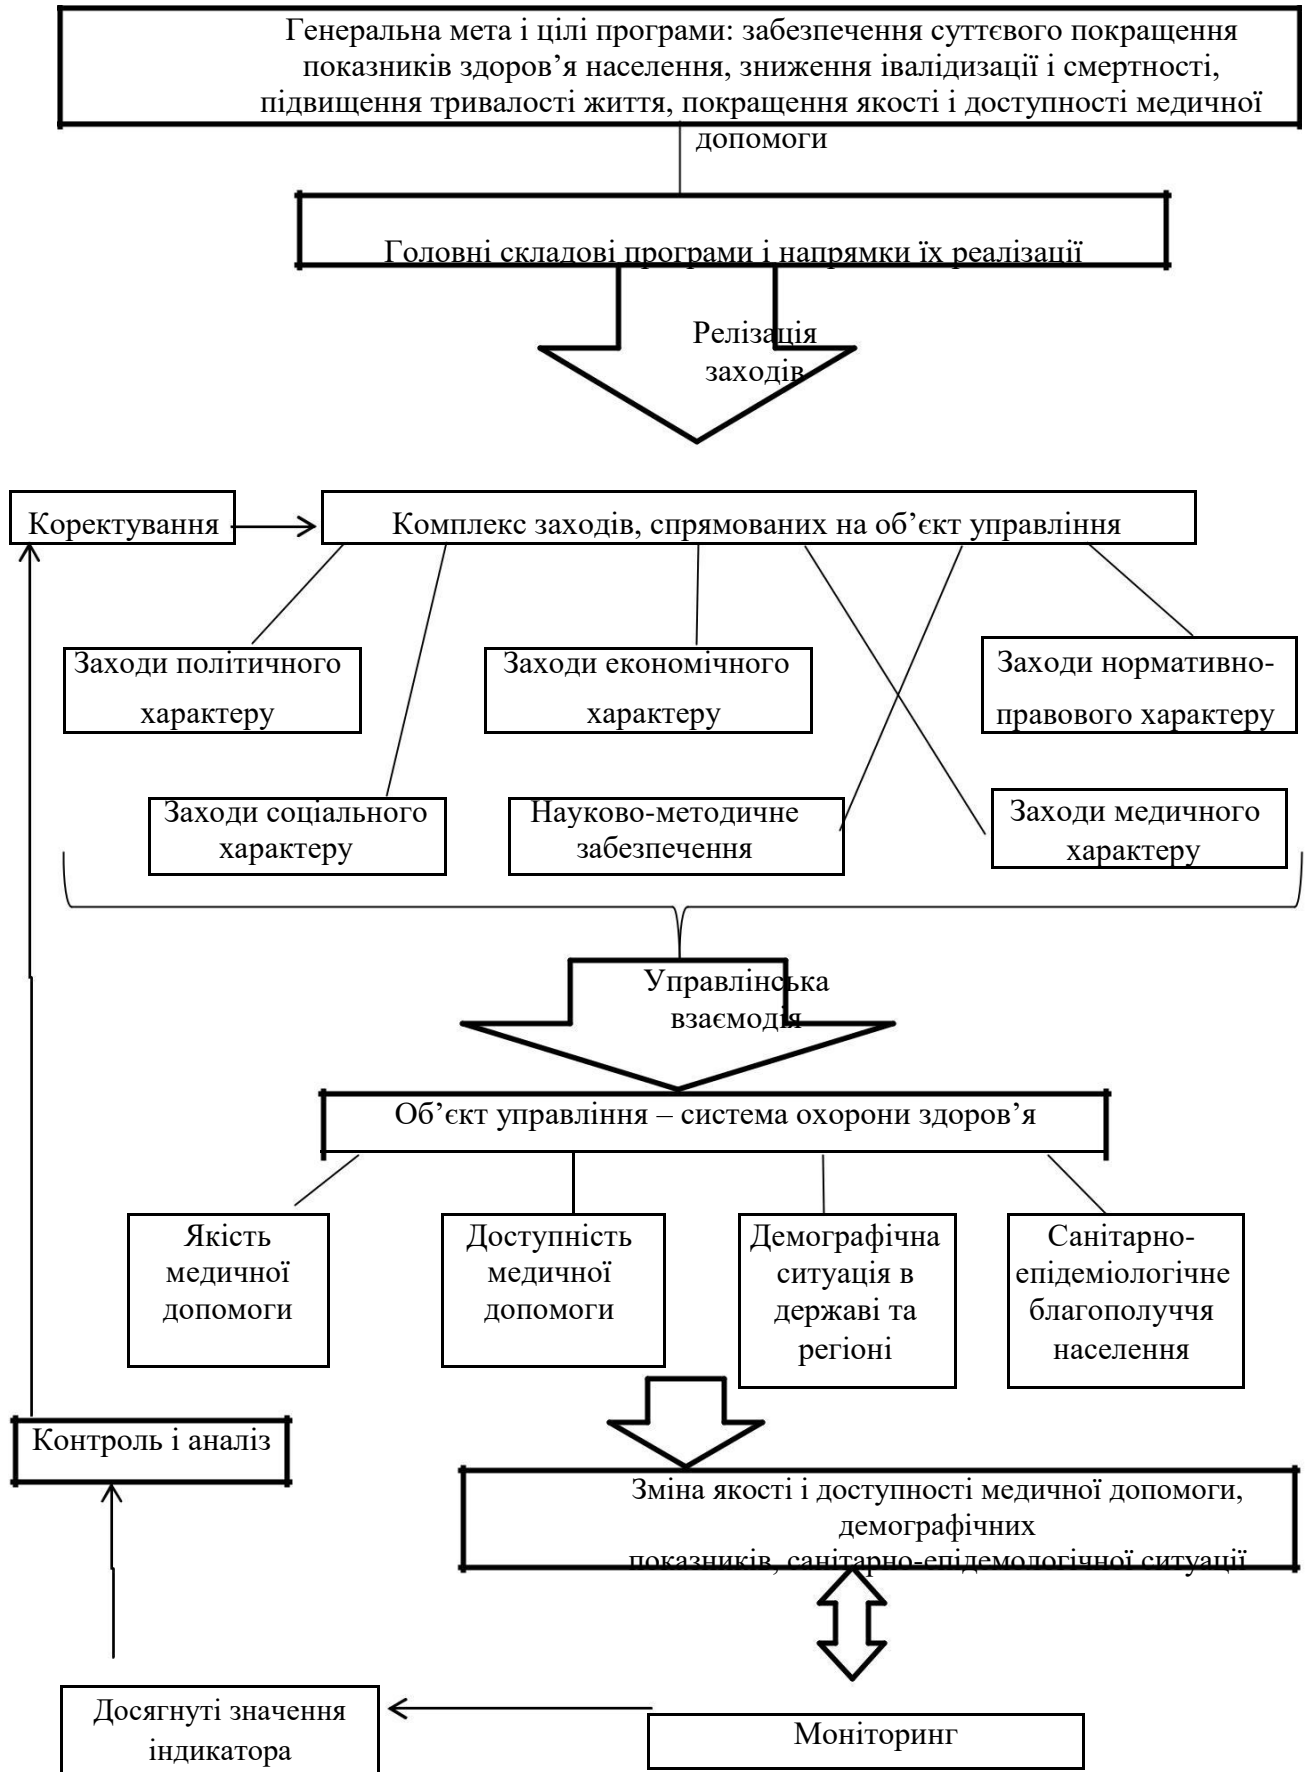 Генеральна мета і цілі програми: забезпечення суттєвого покращення
показників здоров’я населення, зниження івалідизації і смертності,
підвищення тривалості життя, покращення якості і доступності медичної
допомоги
Головні складові програми і напрямки їх реалізації
Релізація
заходів
Коректування
Комплекс заходів, спрямованих на об’єкт управління
Заходи політичного
характеру
Заходи економічного
характеру
Заходи нормативно-
правового характеру
Заходи соціального
характеру
Науково-методичне
забезпечення
Заходи медичного
характеру
Управлінська
взаємодія
Об’єкт управління – система охорони здоров’я
Якість
медичної
допомоги
Доступність
медичної
допомоги
Демографічна
ситуація в
державі та
регіоні
Санітарно-
епідеміологічне
благополуччя
населення
Контроль і аналіз
Зміна якості і доступності медичної допомоги,
демографічних
показників, санітарно-епідемологічної ситуації
Досягнуті значення
індикатора
Моніторинг